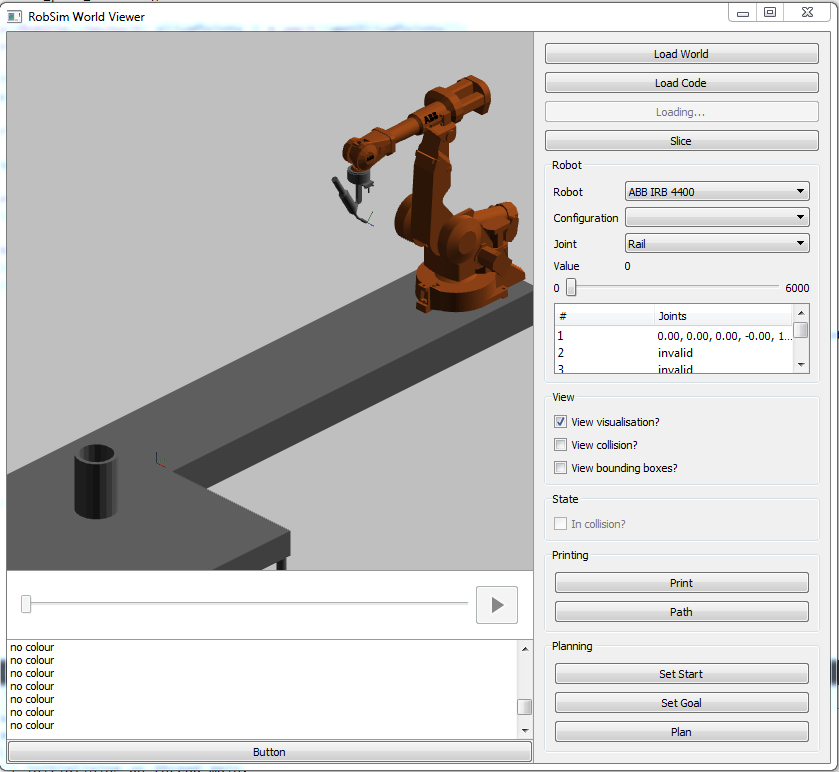 RobSim World Viewer
ABB
Load World
Load Code
Loading...
Slice
Robot
Robot ABB IRB 4400
Configuration
Joint Rail
Value 0
0 6000
# Joints
1 0.00, 0.00, 0.00, -0.00, 1...
2 invalid
3 invalid
View
View visualisation?
View collision?
View bounding boxes?
State
In collision?
Printing
Print
Path
Planning
Set Start
Set Goal
Plan
no colour
no colour
no colour
no colour
no colour
no colour
no colour
Button